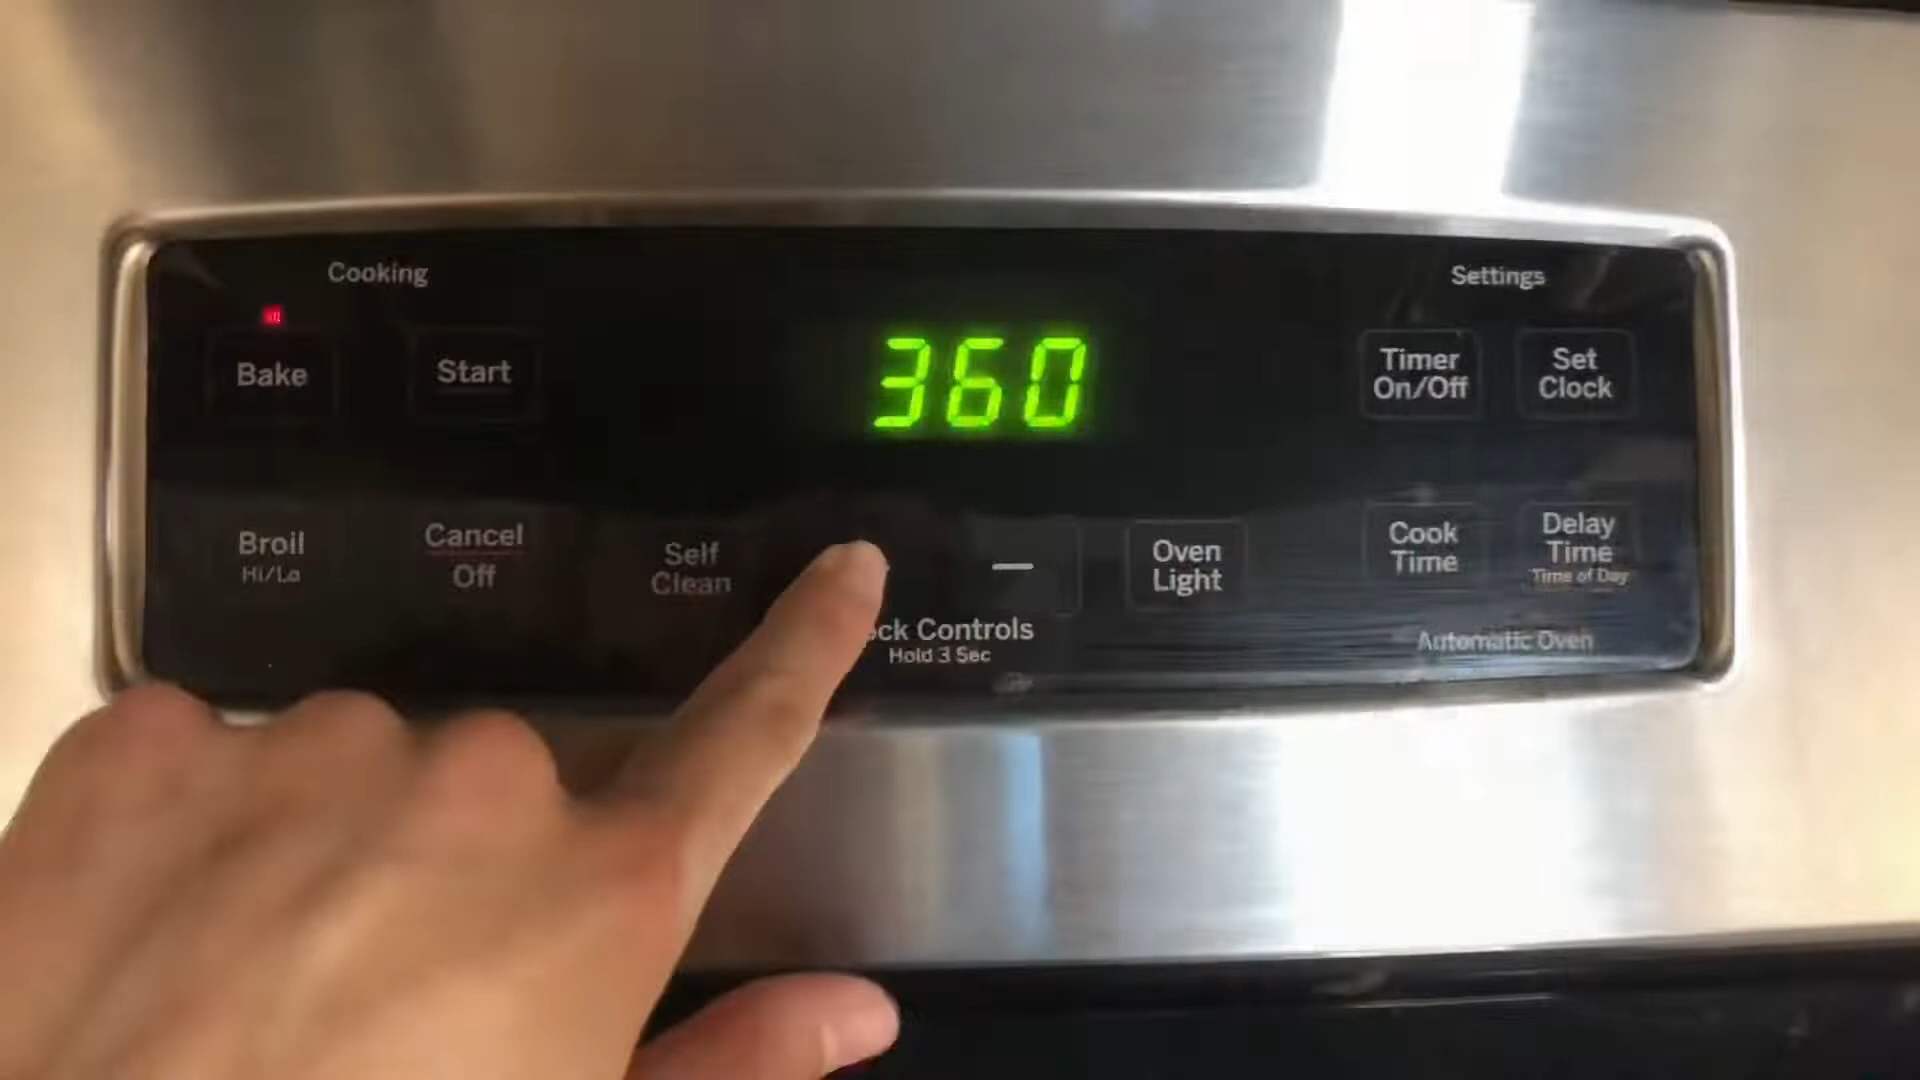 Cooking
Settings
Bake
Start
360
Timer
On/Off
Set
Clock
Broil
Hi/Lo
Cancel
Off
Self
Clean
—
Oven
Light
Cook
Time
Delay
Time
Time of Day
ock Controls
Hold 3 Sec
Automatic Oven